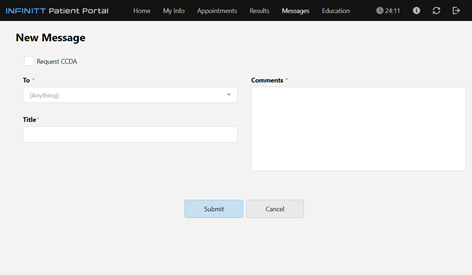 INFINITT Patient Portal Home My Info Appointments Results Messages Education 24:11
New Message
Request CCDA
To *
(Anything)
Title*
Comments *
Submit Cancel